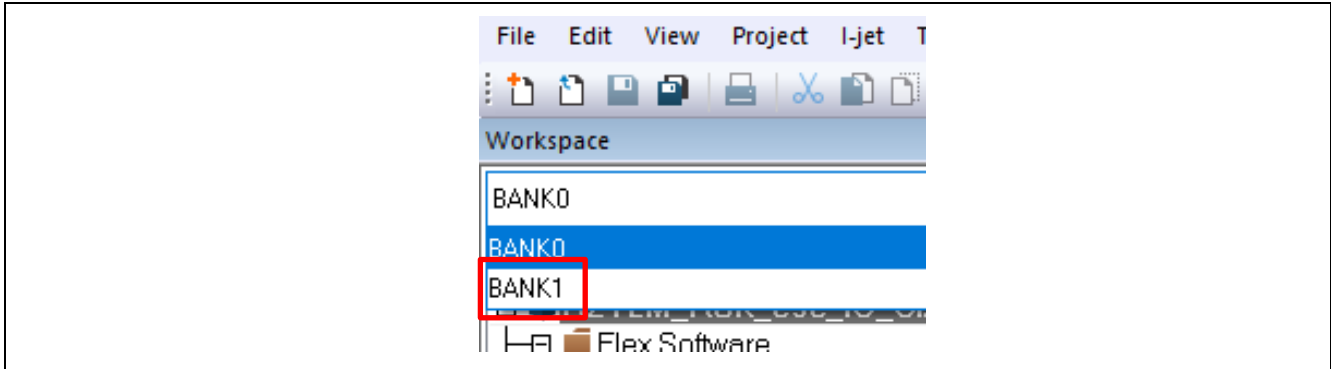 File Edit View Project I-jet
Workspace
BANK0
BANK0
BANK1
Flex Software